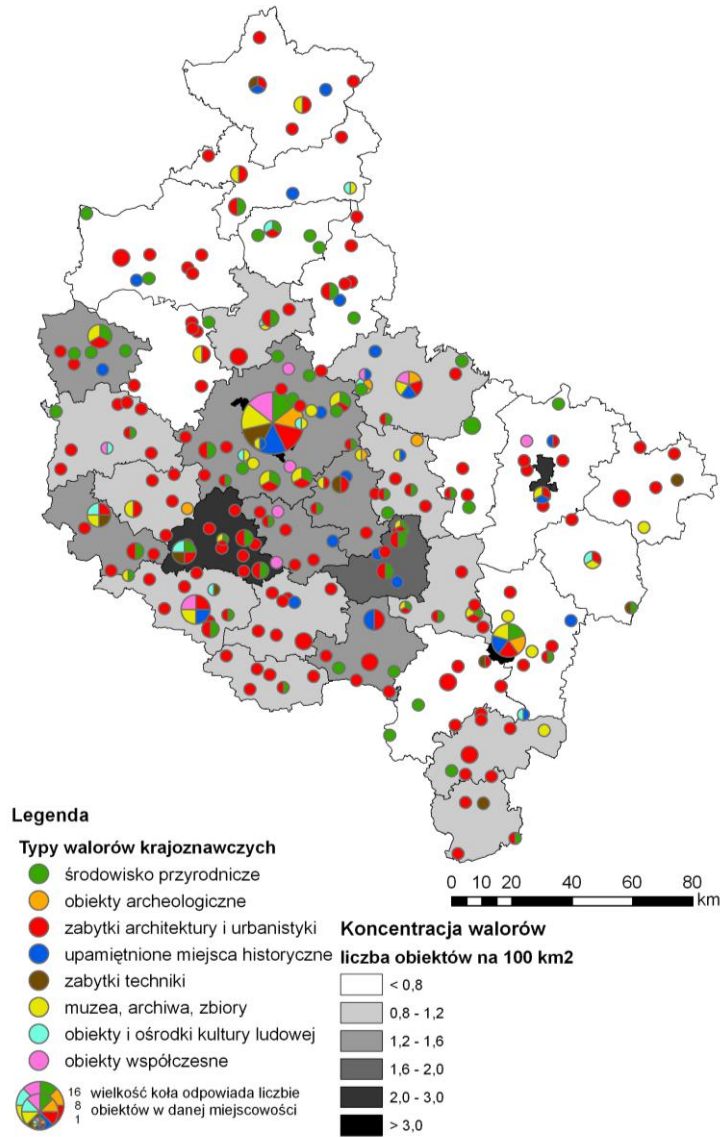 Legenda
Typy walorów krajoznawczych
środowisko przyrodnicze
obiekty archeologiczne
zabytki architektury i urbanistyki
upamiętnione miejsca historyczne
zabytki techniki
muzea, archiwa, zbiory
obiekty i ośrodki kultury ludowej
obiekty współczesne
16
8
1
wielkość koła odpowiada liczbie
obiektów w danej miejscowości
0 10 20 40 60 80
km
Koncentracja walorów
liczba obiektów na 100 km2
< 0,8
0,8 - 1,2
1,2 - 1,6
1,6 - 2,0
2,0 - 3,0
> 3,0